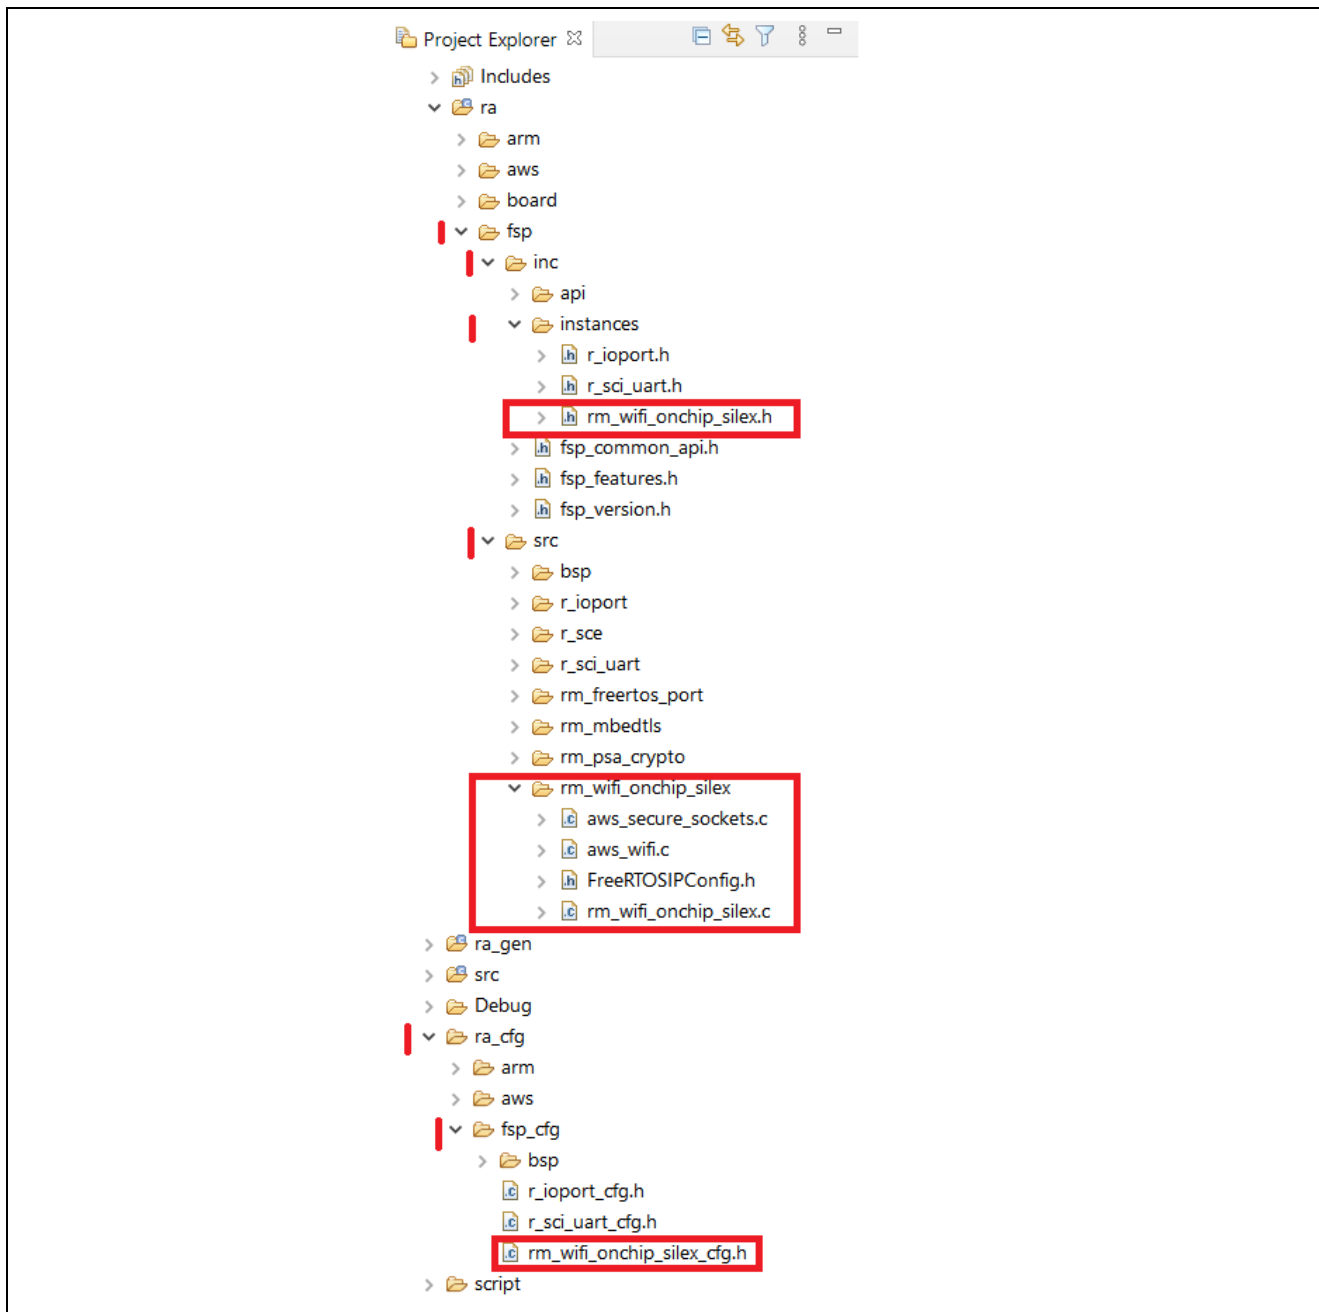 Project Explorer
Includes
ra
arm
aws
board
fsp
inc
api
instances
r_ioport.h
r_sci_uart.h
rm_wifi_onchip_silex.h
fsp_common_api.h
fsp_features.h
fsp_version.h
src
bsp
r_ioport
r_sce
r_sci_uart
rm_freertos_port
rm_mbedtls
rm_psa_crypto
rm_wifi_onchip_silex
aws_secure_sockets.c
aws_wifi.c
FreeRTOSIPConfig.h
rm_wifi_onchip_silex.c
ra_gen
src
Debug
ra_cfg
arm
aws
fsp_cfg
bsp
r_ioport_cfg.h
r_sci_uart_cfg.h
rm_wifi_onchip_silex_cfg.h
script